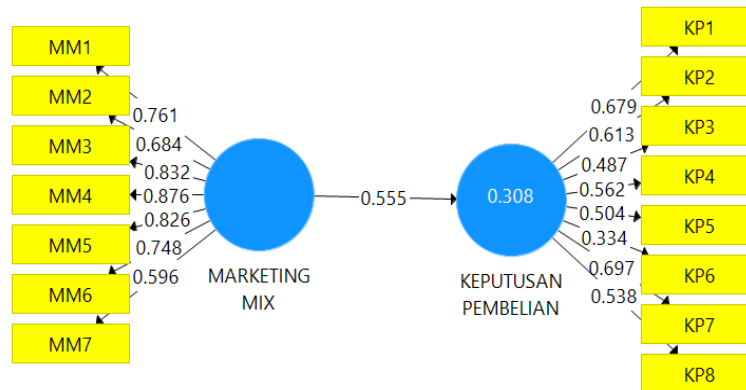 MM1
MM2
MM3
MM4
MM5
MM6
MM7
0.761
0.684
0.832
0.876
0.826
0.748
0.596
MARKETING
MIX
0.555
0.308
KEPUTUSAN
PEMBELIAN
0.679
0.613
0.487
0.562
0.504
0.334
0.697
0.538
KP1
KP2
KP3
KP4
KP5
KP6
KP7
KP8